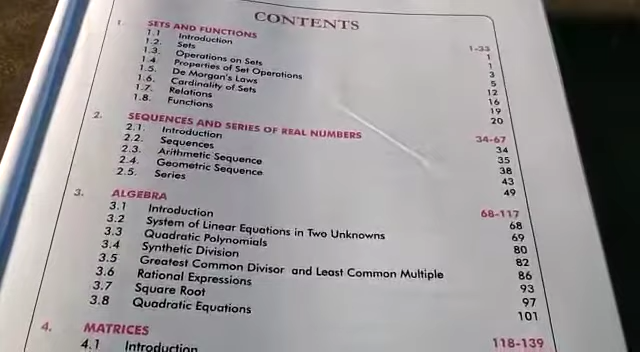 CONTENTS
1. SETS AND FUNCTIONS 1-33
1.1 Introduction 1
1.2. Sets 1
1.3. Operations on Sets 3
1.4. Properties of Set Operations 5
1.5. De Morgan's Laws 12
1.6. Cardinality of Sets 16
1.7. Relations 19
1.8. Functions 20
2. SEQUENCES AND SERIES OF REAL NUMBERS 34-67
2.1. Introduction 34
2.2. Sequences 35
2.3. Arithmetic Sequence 38
2.4. Geometric Sequence 43
2.5. Series 49
3. ALGEBRA 68-117
3.1 Introduction 68
3.2 System of Linear Equations in Two Unknowns 69
3.3 Quadratic Polynomials 80
3.4 Synthetic Division 82
3.5 Greatest Common Divisor and Least Common Multiple 86
3.6 Rational Expressions 93
3.7 Square Root 97
3.8 Quadratic Equations 101
4. MATRICES 118-139
4.1 Introduction